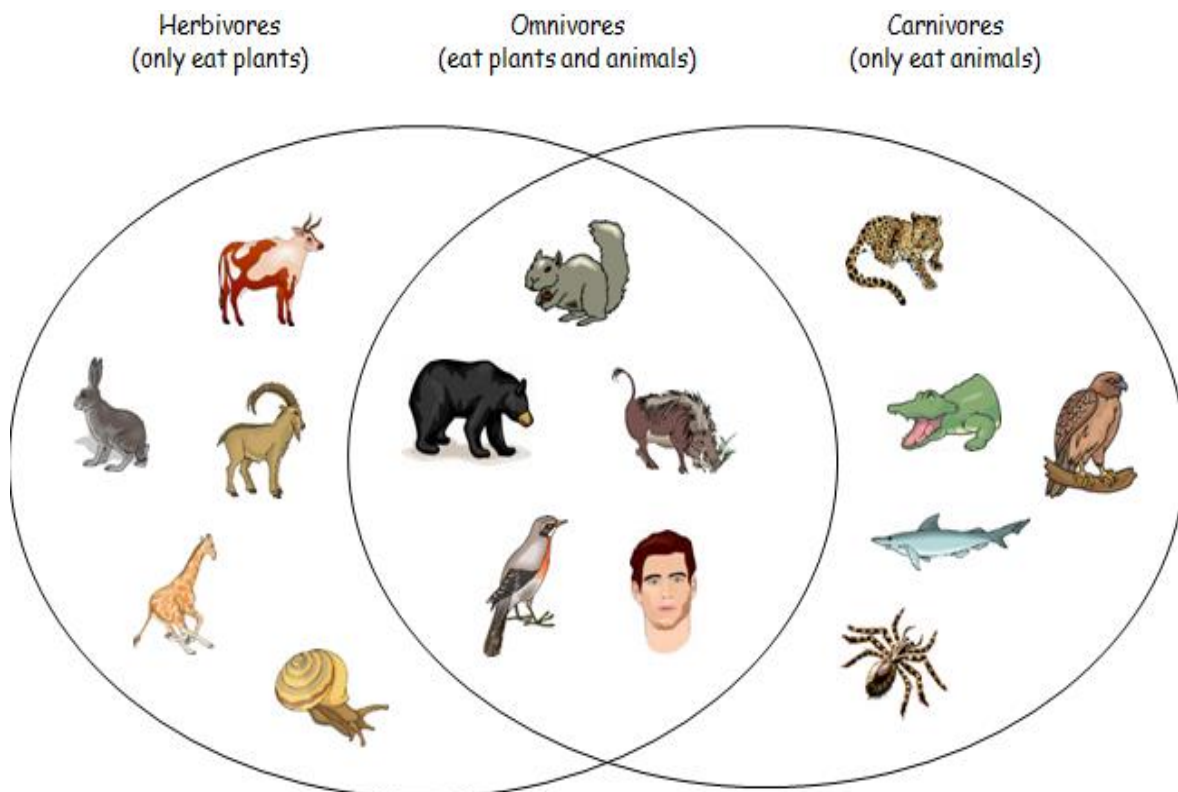 Herbivores
(only eat plants)
Omnivores
(eat plants and animals)
Carnivores
(only eat animals)